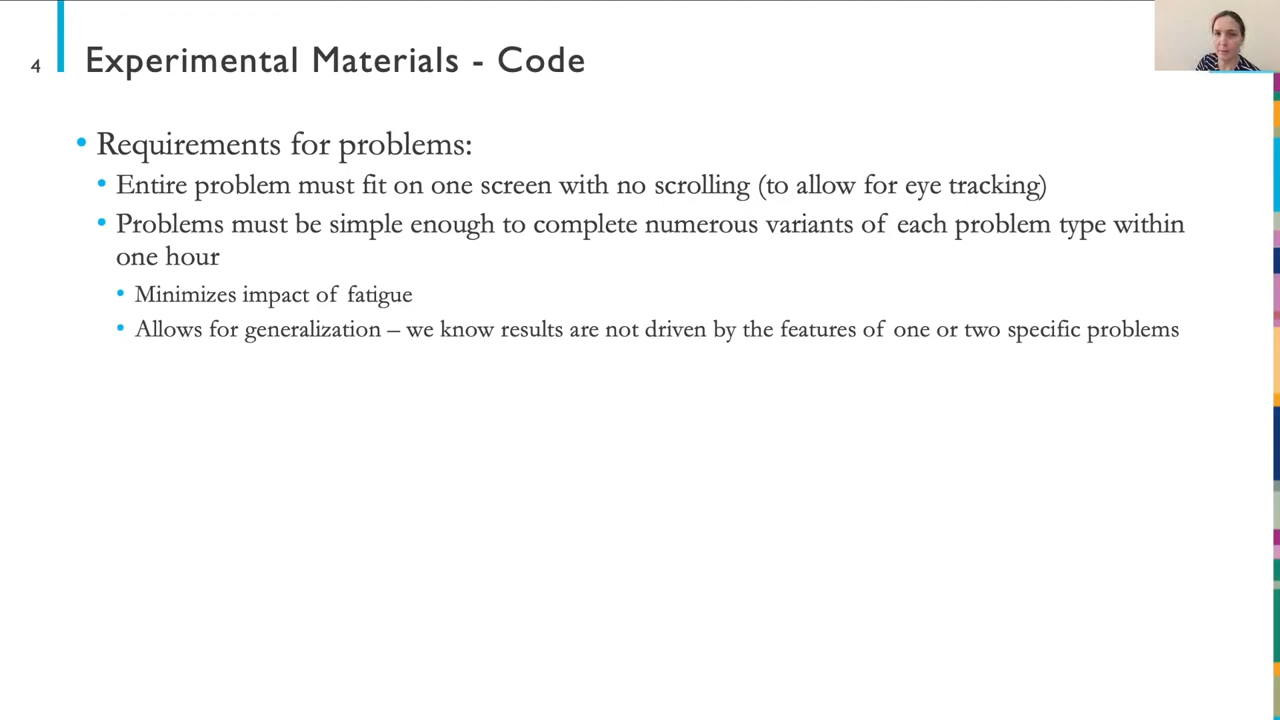 4
Experimental Materials - Code
• Requirements for problems:
• Entire problem must fit on one screen with no scrolling (to allow for eye tracking)
• Problems must be simple enough to complete numerous variants of each problem type within
one hour
• Minimizes impact of fatigue
• Allows for generalization – we know results are not driven by the features of one or two specific problems